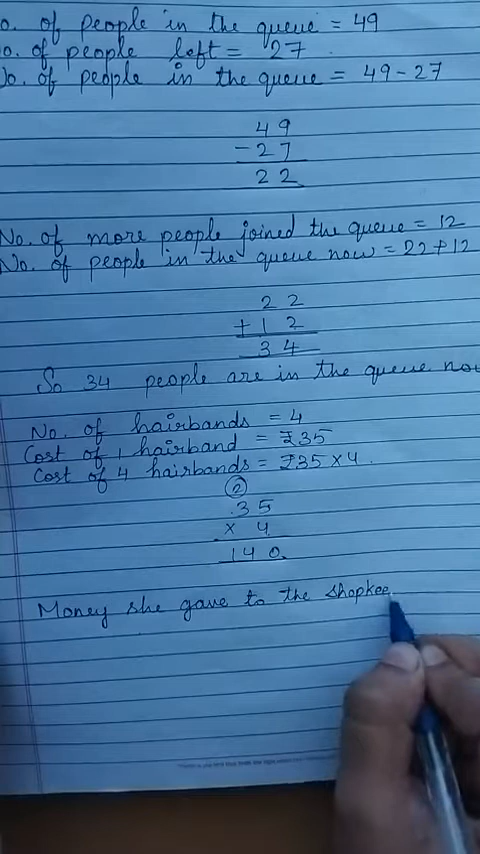 o. of people in the queue = 49
o. of people left = 27
No. of people in the queue = 49-27
49
-27
22
No. of more people joined the queue = 12
No. of people in the queue now = 22+12
22
+12
34
So 34 people are in the queue now
No. of hairbands = 4
Cost of 1 hairband = ₹35
Cost of 4 hairbands = ₹35×4.
2
35
× 4
140
Money she gave to the shopkee